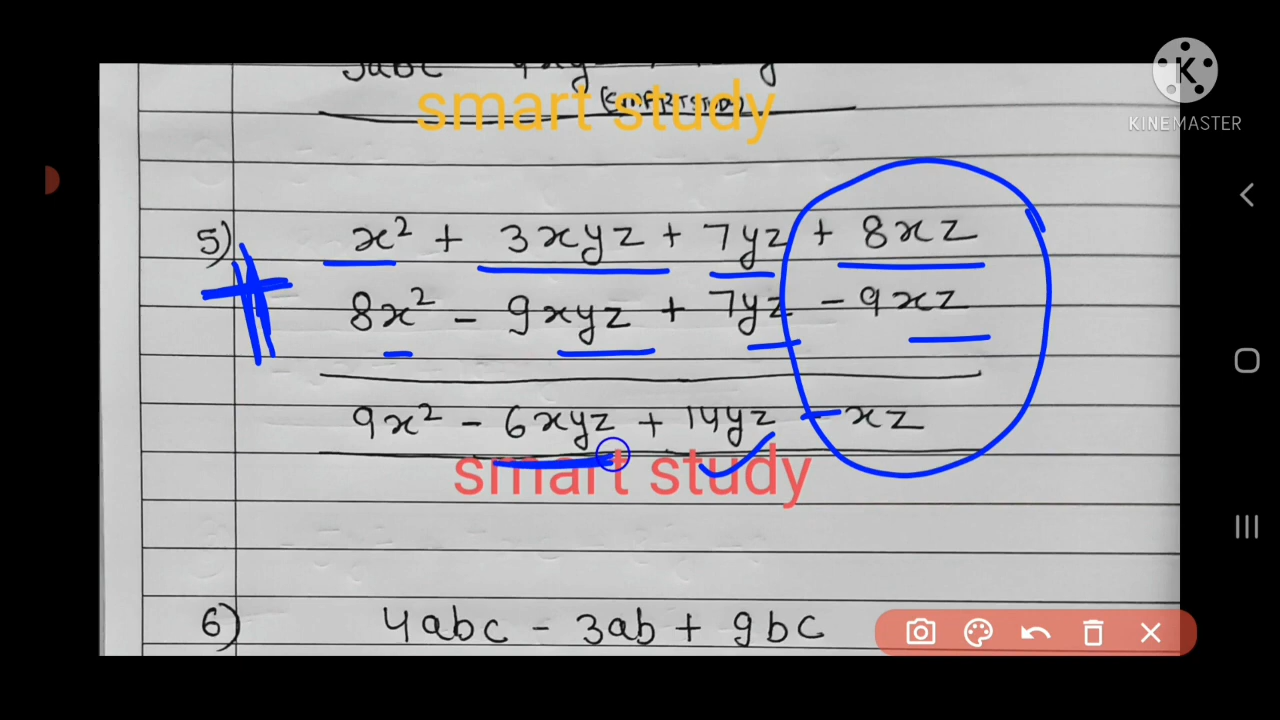 3abc
smart study
KINEMASTER
5) x² + 3xyz + 7yz + 8xz
8x² - 9xyz + 7yz - 9xz
9x² - 6xyz + 14yz - xz
smart study
6) 4abc - 3ab + 9bc